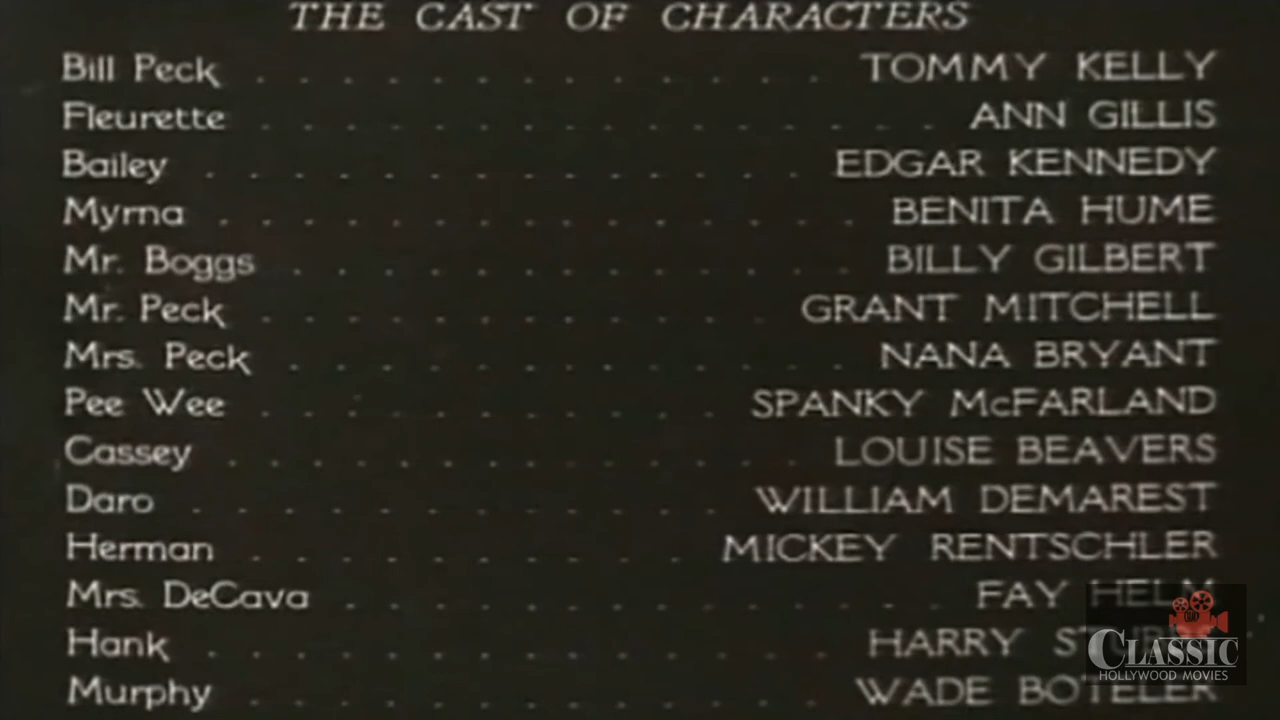 THE CAST OF CHARACTERS
Bill Peck . . . . . . . . . . . . . . TOMMY KELLY
Fleurette . . . . . . . . . . . . . . . . . ANN GILLIS
Bailey . . . . . . . . . . . . . . . EDGAR KENNEDY
Myrna . . . . . . . . . . . . . . . . BENITA HUME
Mr. Boggs . . . . . . . . . . . . . . BILLY GILBERT
Mr. Peck . . . . . . . . . . . . . GRANT MITCHELL
Mrs. Peck . . . . . . . . . . . . . . NANA BRYANT
Pee Wee . . . . . . . . . . . SPANKY McFARLAND
Cassey . . . . . . . . . . . . . . LOUISE BEAVERS
Daro . . . . . . . . . . . . . WILLIAM DEMAREST
Herman . . . . . . . . . . . MICKEY RENTSCHLER
Mrs. DeCava . . . . . . . . . . . . . . . FAY HELM
Hank . . . . . . . . . . . . . . . HARRY
Murphy . . . . . . . . . . . . . . WADE BOTELER
CLASSIC
HOLLYWOOD MOVIES